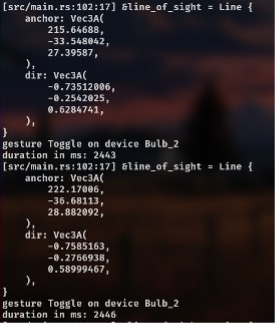 [src/main.rs:102:17] &line_of_sight = Line {
    anchor: Vec3A(
        215.64688,
        -33.548042,
        27.39587,
    ),
    dir: Vec3A(
        -0.73512006,
        -0.2542025,
        0.6284741,
    ),
}
gesture Toggle on device Bulb_2
duration in ms: 2443
[src/main.rs:102:17] &line_of_sight = Line {
    anchor: Vec3A(
        222.17006,
        -36.68113,
        28.882092,
    ),
    dir: Vec3A(
        -0.7585163,
        -0.2766938,
        0.58999467,
    ),
}
gesture Toggle on device Bulb_2
duration in ms: 2446